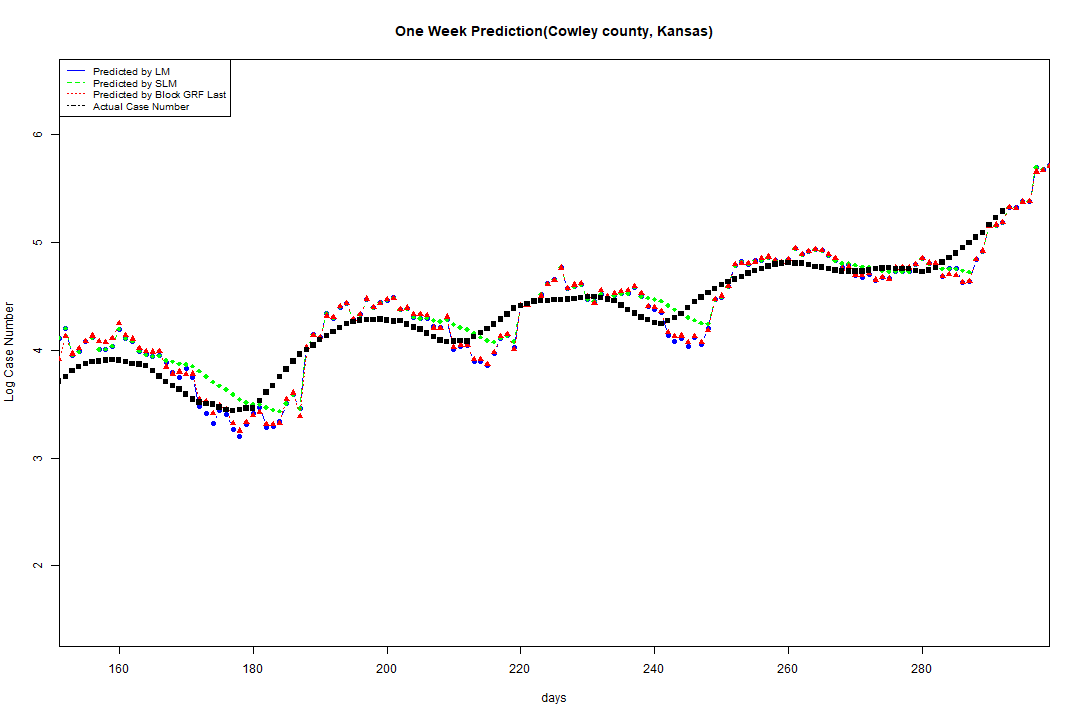 One Week Prediction(Cowley county, Kansas)
Predicted by LM
Predicted by SLM
Predicted by Block GRF Last
Actual Case Number
6
5
4
3
2
Log Case Number
160 180 200 220 240 260 280
days